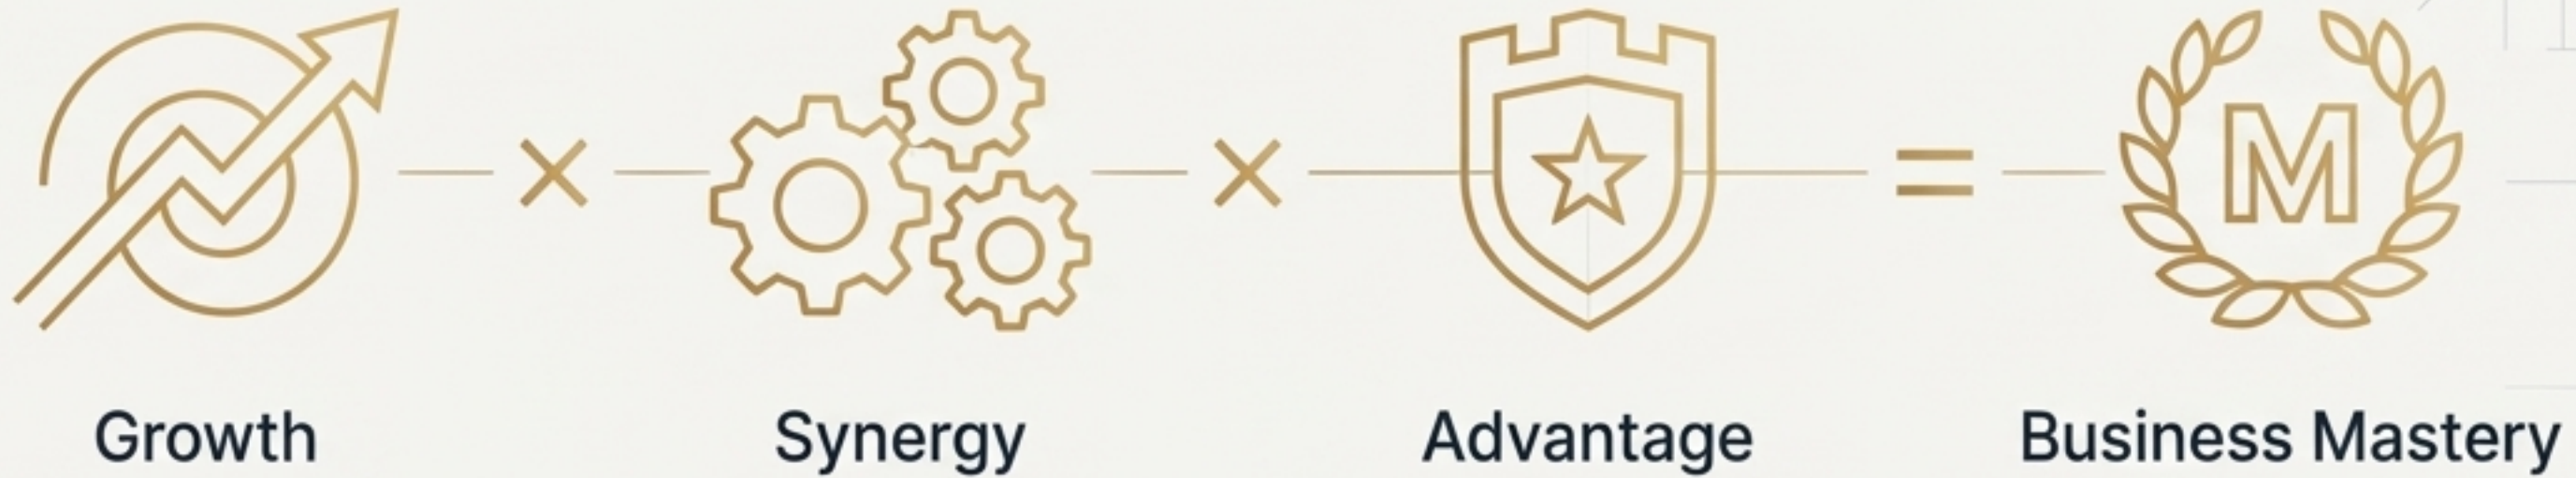 × × = M
Growth Synergy Advantage Business Mastery